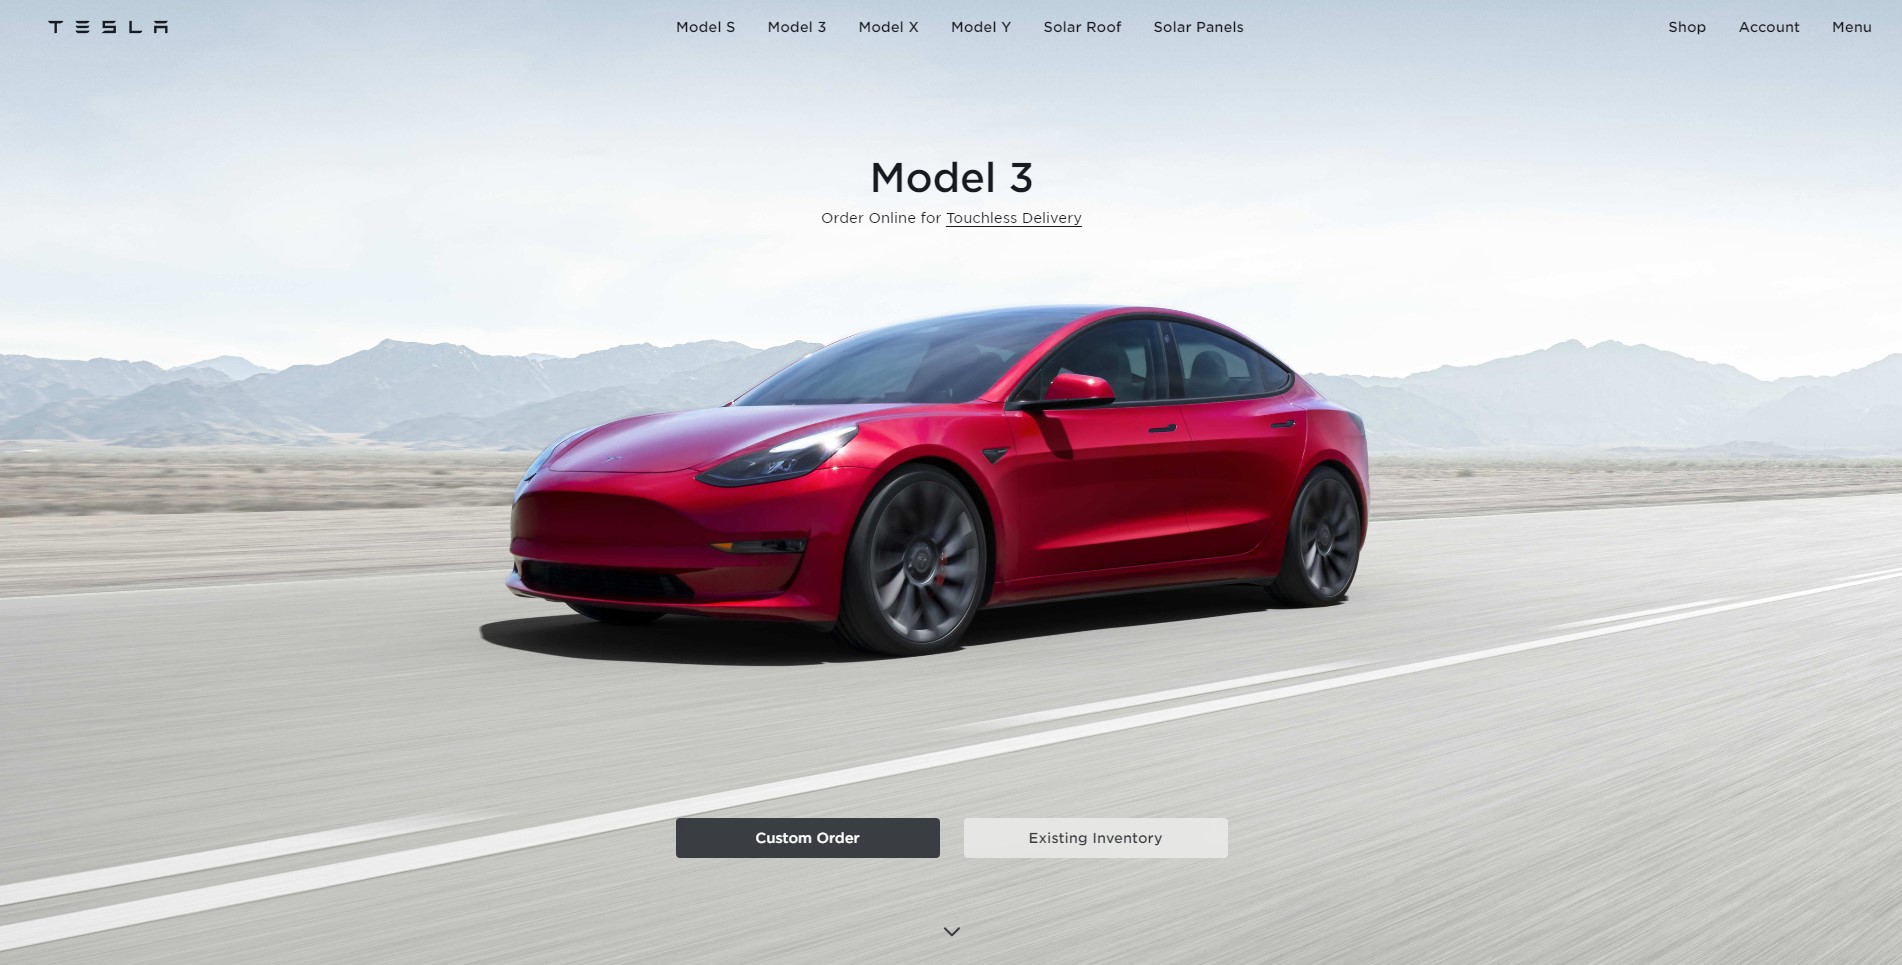 TESLA
Model S Model 3 Model X Model Y Solar Roof Solar Panels
Shop Account Menu
Model 3
Order Online for Touchless Delivery
Custom Order
Existing Inventory